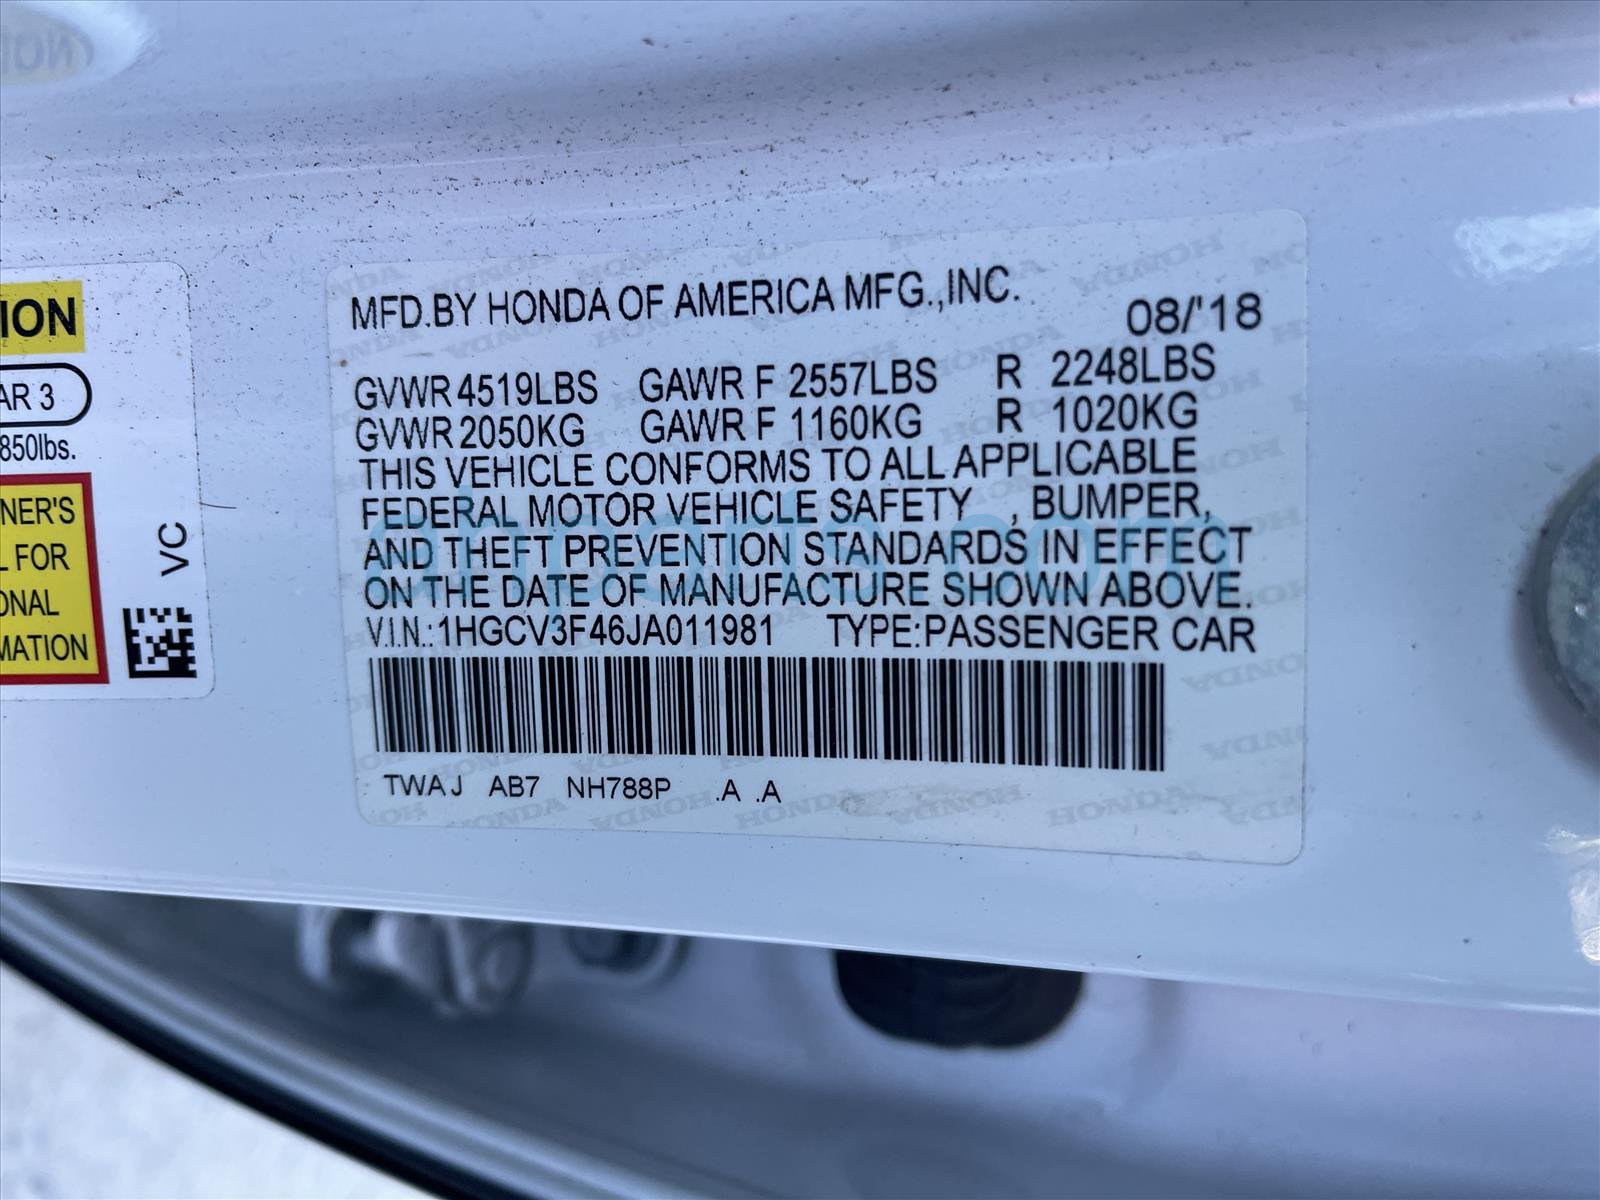 ION
AR 3
850lbs.
NER'S
L FOR
ONAL
MATION
VC
MFD.BY HONDA OF AMERICA MFG.,INC. 08/'18
GVWR 4519LBS GAWR F 2557LBS R 2248LBS
GVWR 2050KG GAWR F 1160KG R 1020KG
THIS VEHICLE CONFORMS TO ALL APPLICABLE
FEDERAL MOTOR VEHICLE SAFETY , BUMPER,
AND THEFT PREVENTION STANDARDS IN EFFECT
ON THE DATE OF MANUFACTURE SHOWN ABOVE.
V.I.N.:1HGCV3F46JA011981 TYPE:PASSENGER CAR
TWAJ AB7 NH788P .A .A
HONDA